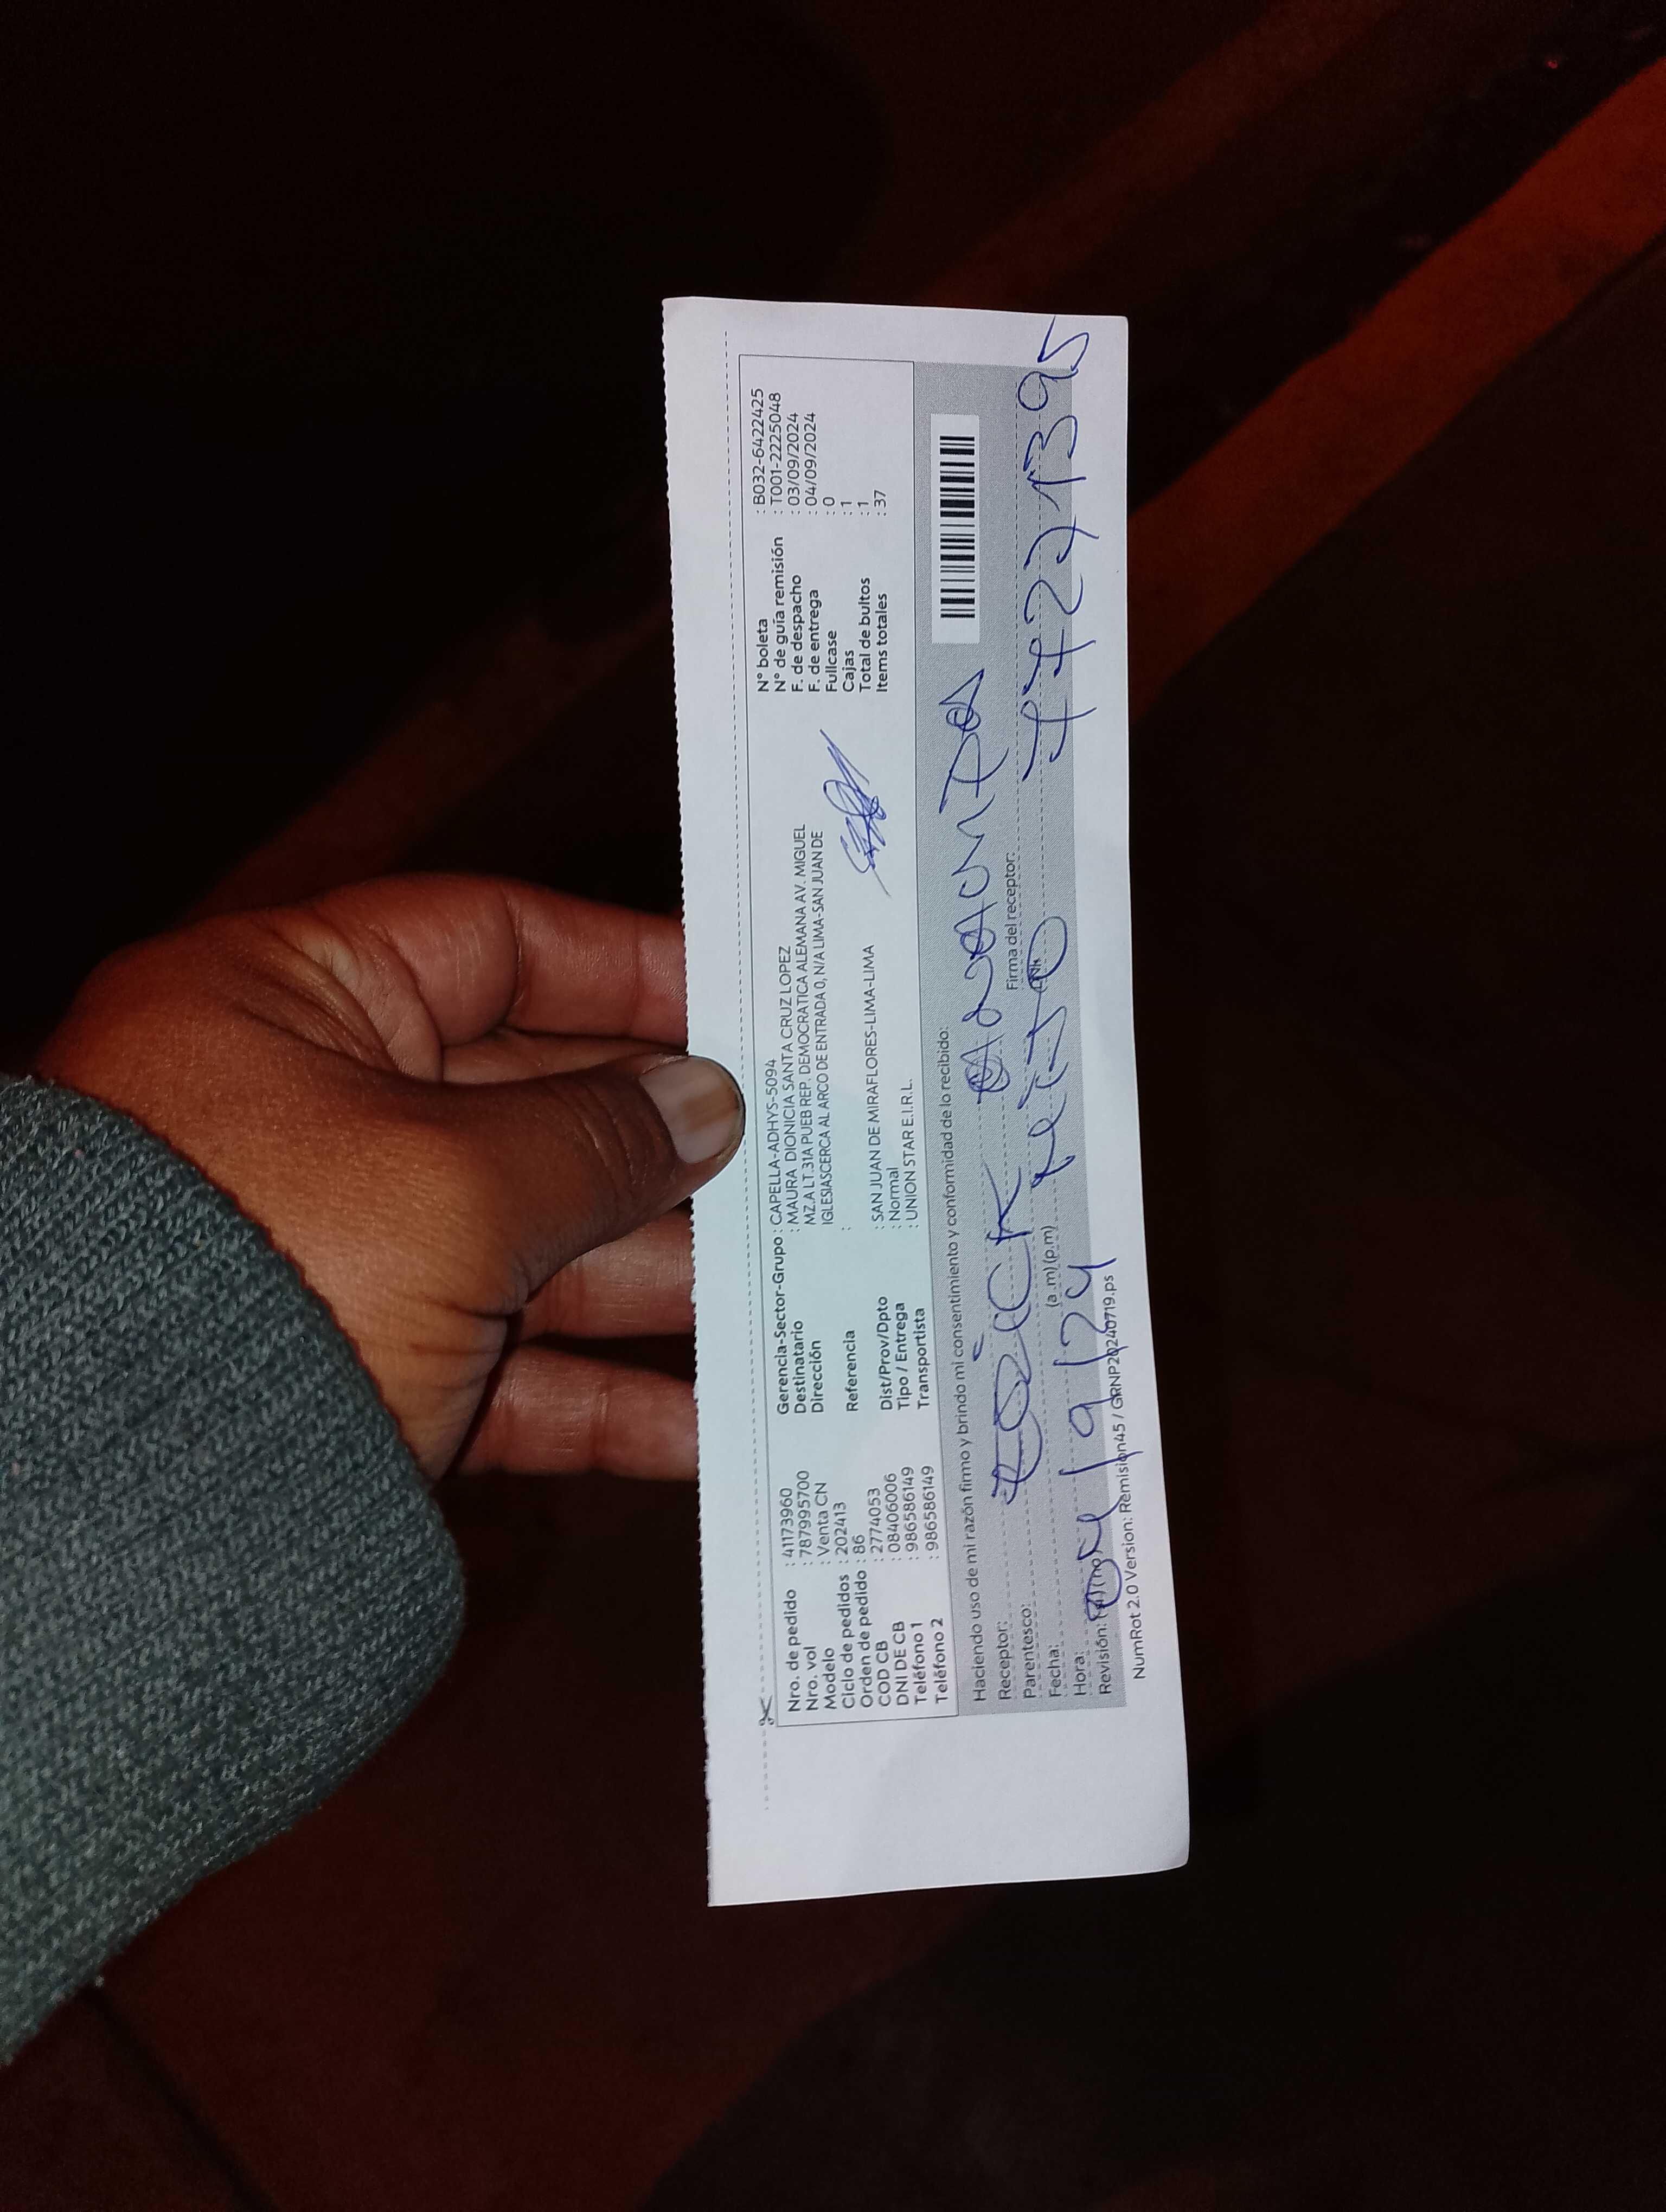 Nro. de pedido : 41173960
Nro. vol : 787995700
Modelo : Venta CN
Ciclo de pedidos : 202413
Orden de pedido : 86
COD CB : 2774053
DNI DE CB : 08406006
Teléfono 1 : 986586149
Teléfono 2 : 986586149
Gerencia-Sector-Grupo : CAPELLA-ADHYS-5094
Destinatario : MAURA DIONICIA SANTA CRUZ LOPEZ
Dirección MZ.A LT.31A PUEB REP. DEMOCRATICA ALEMANA AV. MIGUEL
IGLESIASCERCA AL ARCO DE ENTRADA 0, N/A LIMA-SAN JUAN DE
Referencia :
Dist/Prov/Dpto : SAN JUAN DE MIRAFLORES-LIMA-LIMA
Tipo / Entrega : Normal
Transportista : UNION STAR E.I.R.L.
N° boleta : B032-6422425
N° de guía remisión : T001-2225048
F. de despacho : 03/09/2024
F. de entrega : 04/09/2024
Fullcase : 0
Cajas : 1
Total de bultos : 1
Items totales : 37
Haciendo uso de mi razón firmo y brindo mi consentimiento y conformidad de lo recibido:
Receptor:
Parentesco:
Firma del receptor:
Fecha:
Hora: (a.m) (p.m)
Revisión:
04/9/24
NumRot 2.0 Version: Remision45 / GRNP20240719.ps